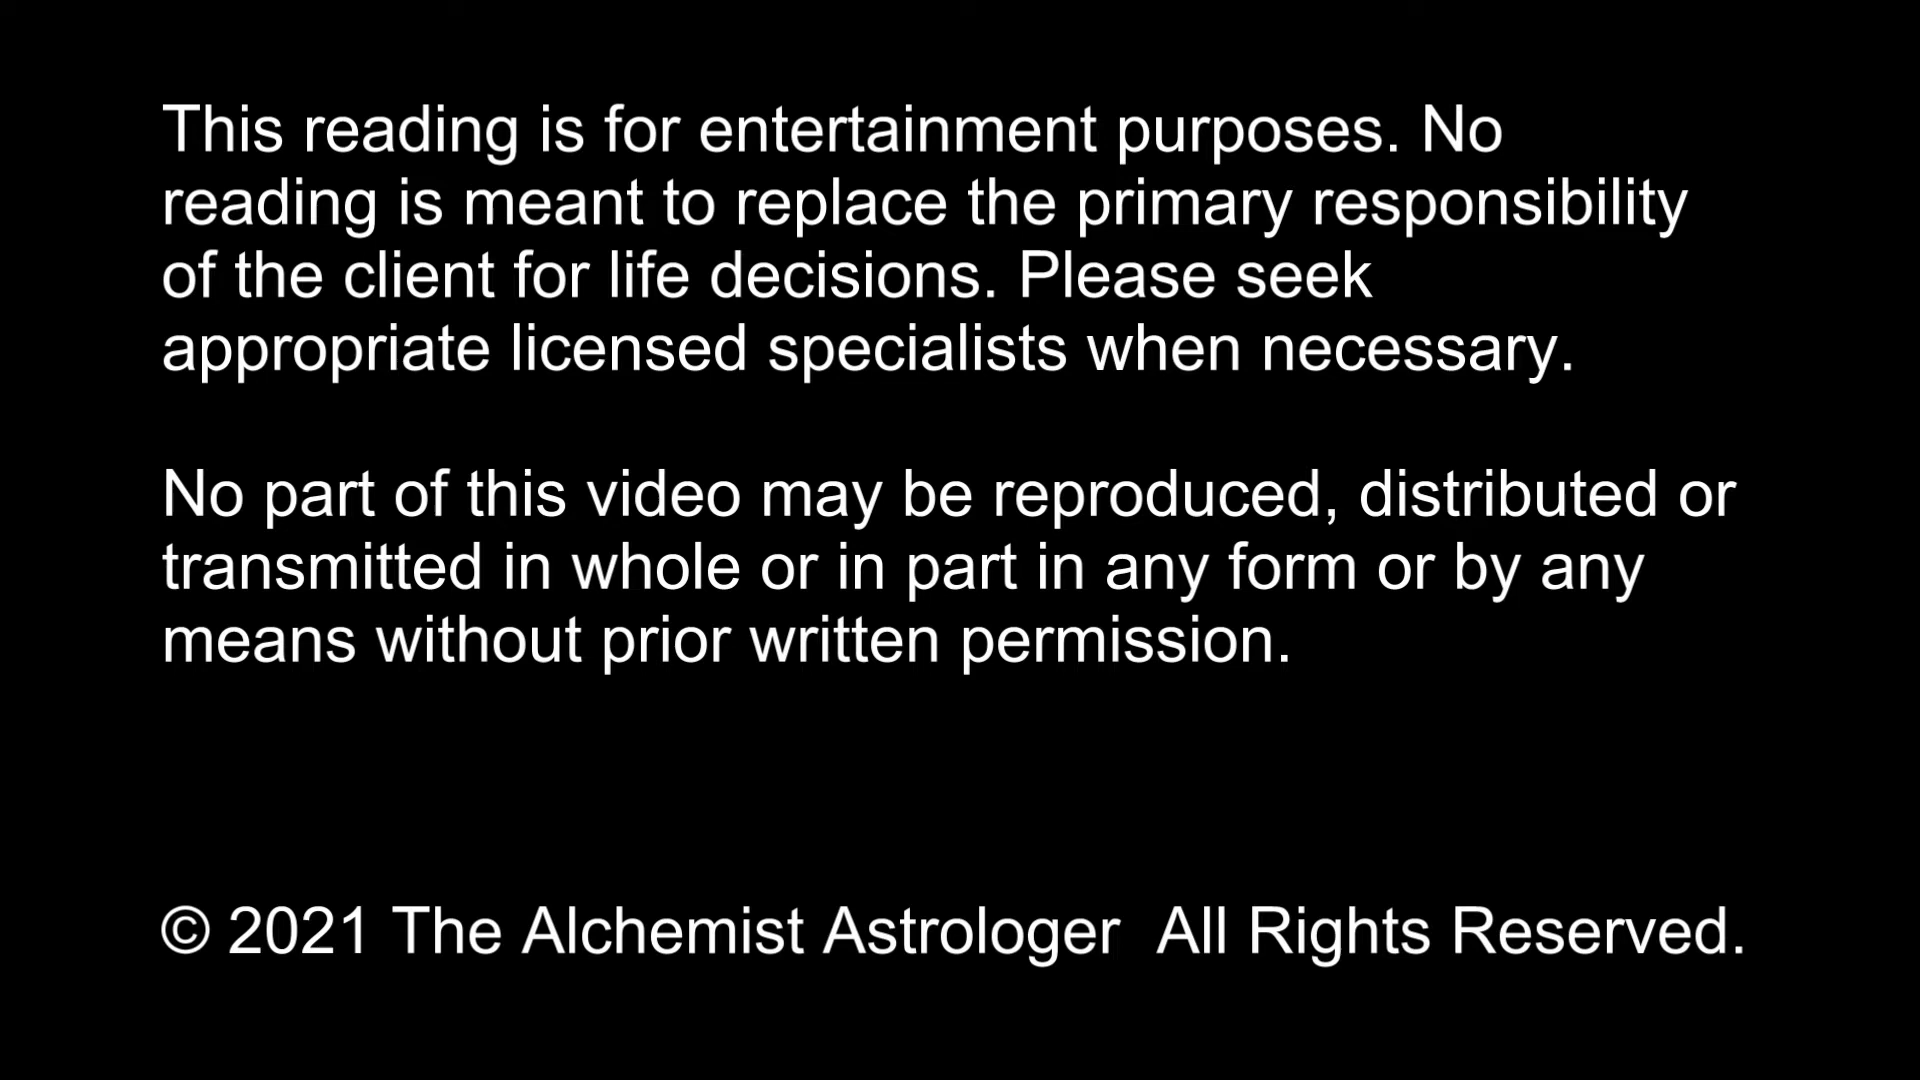 This reading is for entertainment purposes. No
reading is meant to replace the primary responsibility
of the client for life decisions. Please seek
appropriate licensed specialists when necessary.
No part of this video may be reproduced, distributed or
transmitted in whole or in part in any form or by any
means without prior written permission.
© 2021 The Alchemist Astrologer  All Rights Reserved.